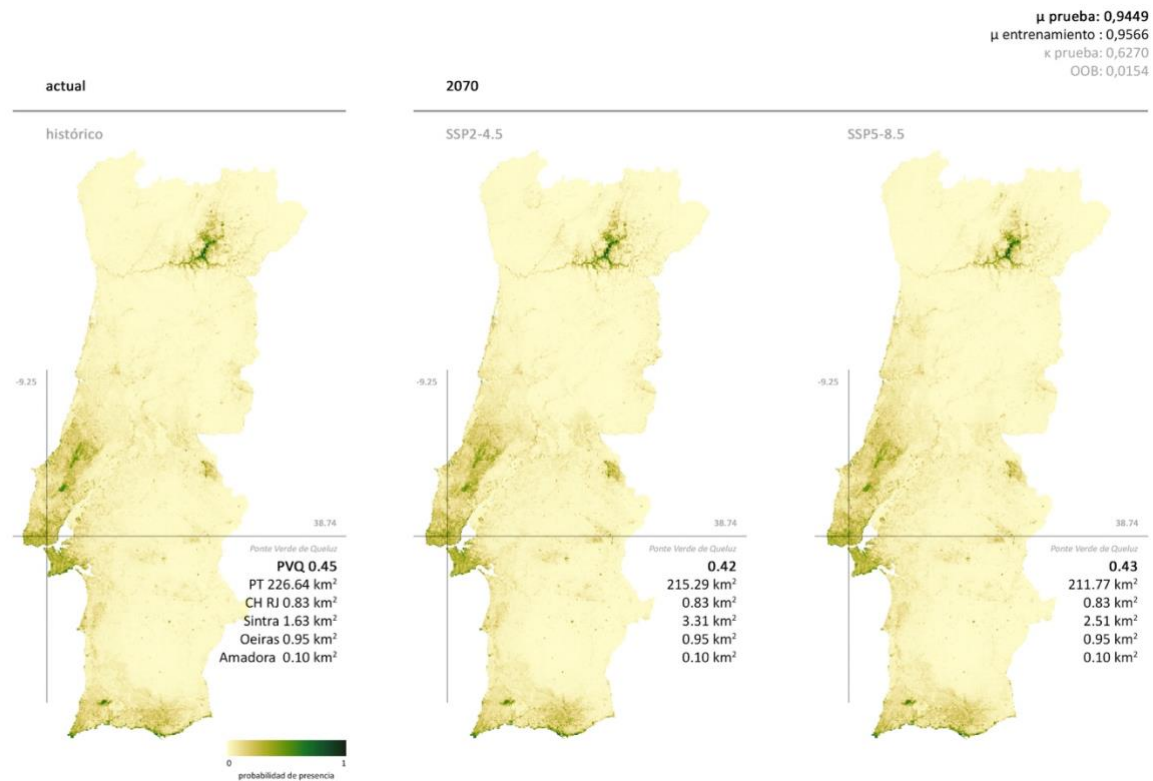 μ prueba: 0,9449
μ entrenamiento : 0,9566
κ prueba: 0,6270
OOB: 0,0154
actual
2070
histórico
SSP2-4.5
SSP5-8.5
-9.25
-9.25
-9.25
38.74
38.74
38.74
Ponte Verde de Queluz
Ponte Verde de Queluz
Ponte Verde de Queluz
PVQ 0.45
0.42
0.43
PT 226.64 km²
215.29 km²
211.77 km²
CH RJ 0.83 km²
0.83 km²
0.83 km²
Sintra 1.63 km²
3.31 km²
2.51 km²
Oeiras 0.95 km²
0.95 km²
0.95 km²
Amadora 0.10 km²
0.10 km²
0.10 km²
0
1
probabilidad de presencia